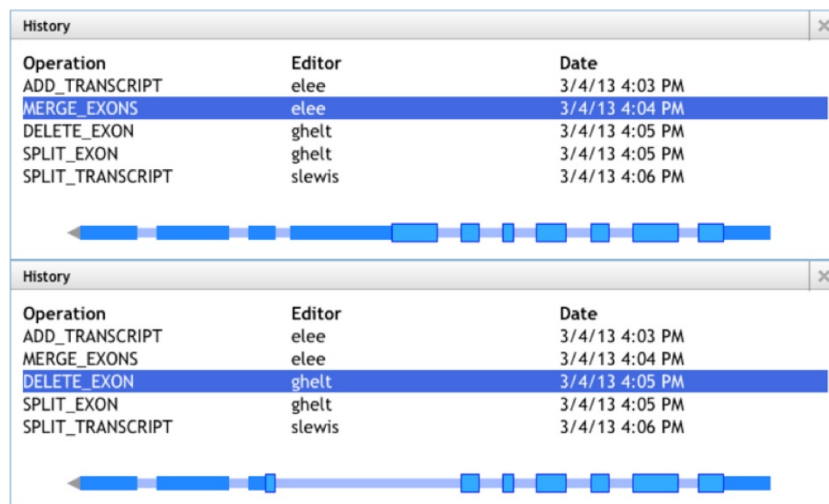 History
Operation Editor Date
ADD_TRANSCRIPT elee 3/4/13 4:03 PM
MERGE_EXONS elee 3/4/13 4:04 PM
DELETE_EXON ghelt 3/4/13 4:05 PM
SPLIT_EXON ghelt 3/4/13 4:05 PM
SPLIT_TRANSCRIPT slewis 3/4/13 4:06 PM
History
Operation Editor Date
ADD_TRANSCRIPT elee 3/4/13 4:03 PM
MERGE_EXONS elee 3/4/13 4:04 PM
DELETE_EXON ghelt 3/4/13 4:05 PM
SPLIT_EXON ghelt 3/4/13 4:05 PM
SPLIT_TRANSCRIPT slewis 3/4/13 4:06 PM